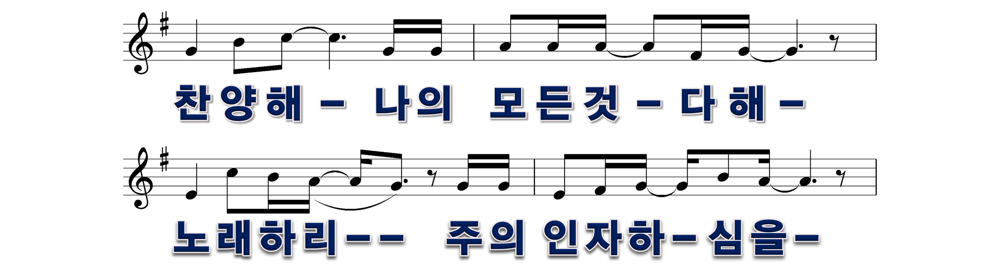 찬양해 - 나의 모든것 - 다해 -
노래하리 - - 주의 인자하 - 심을 -